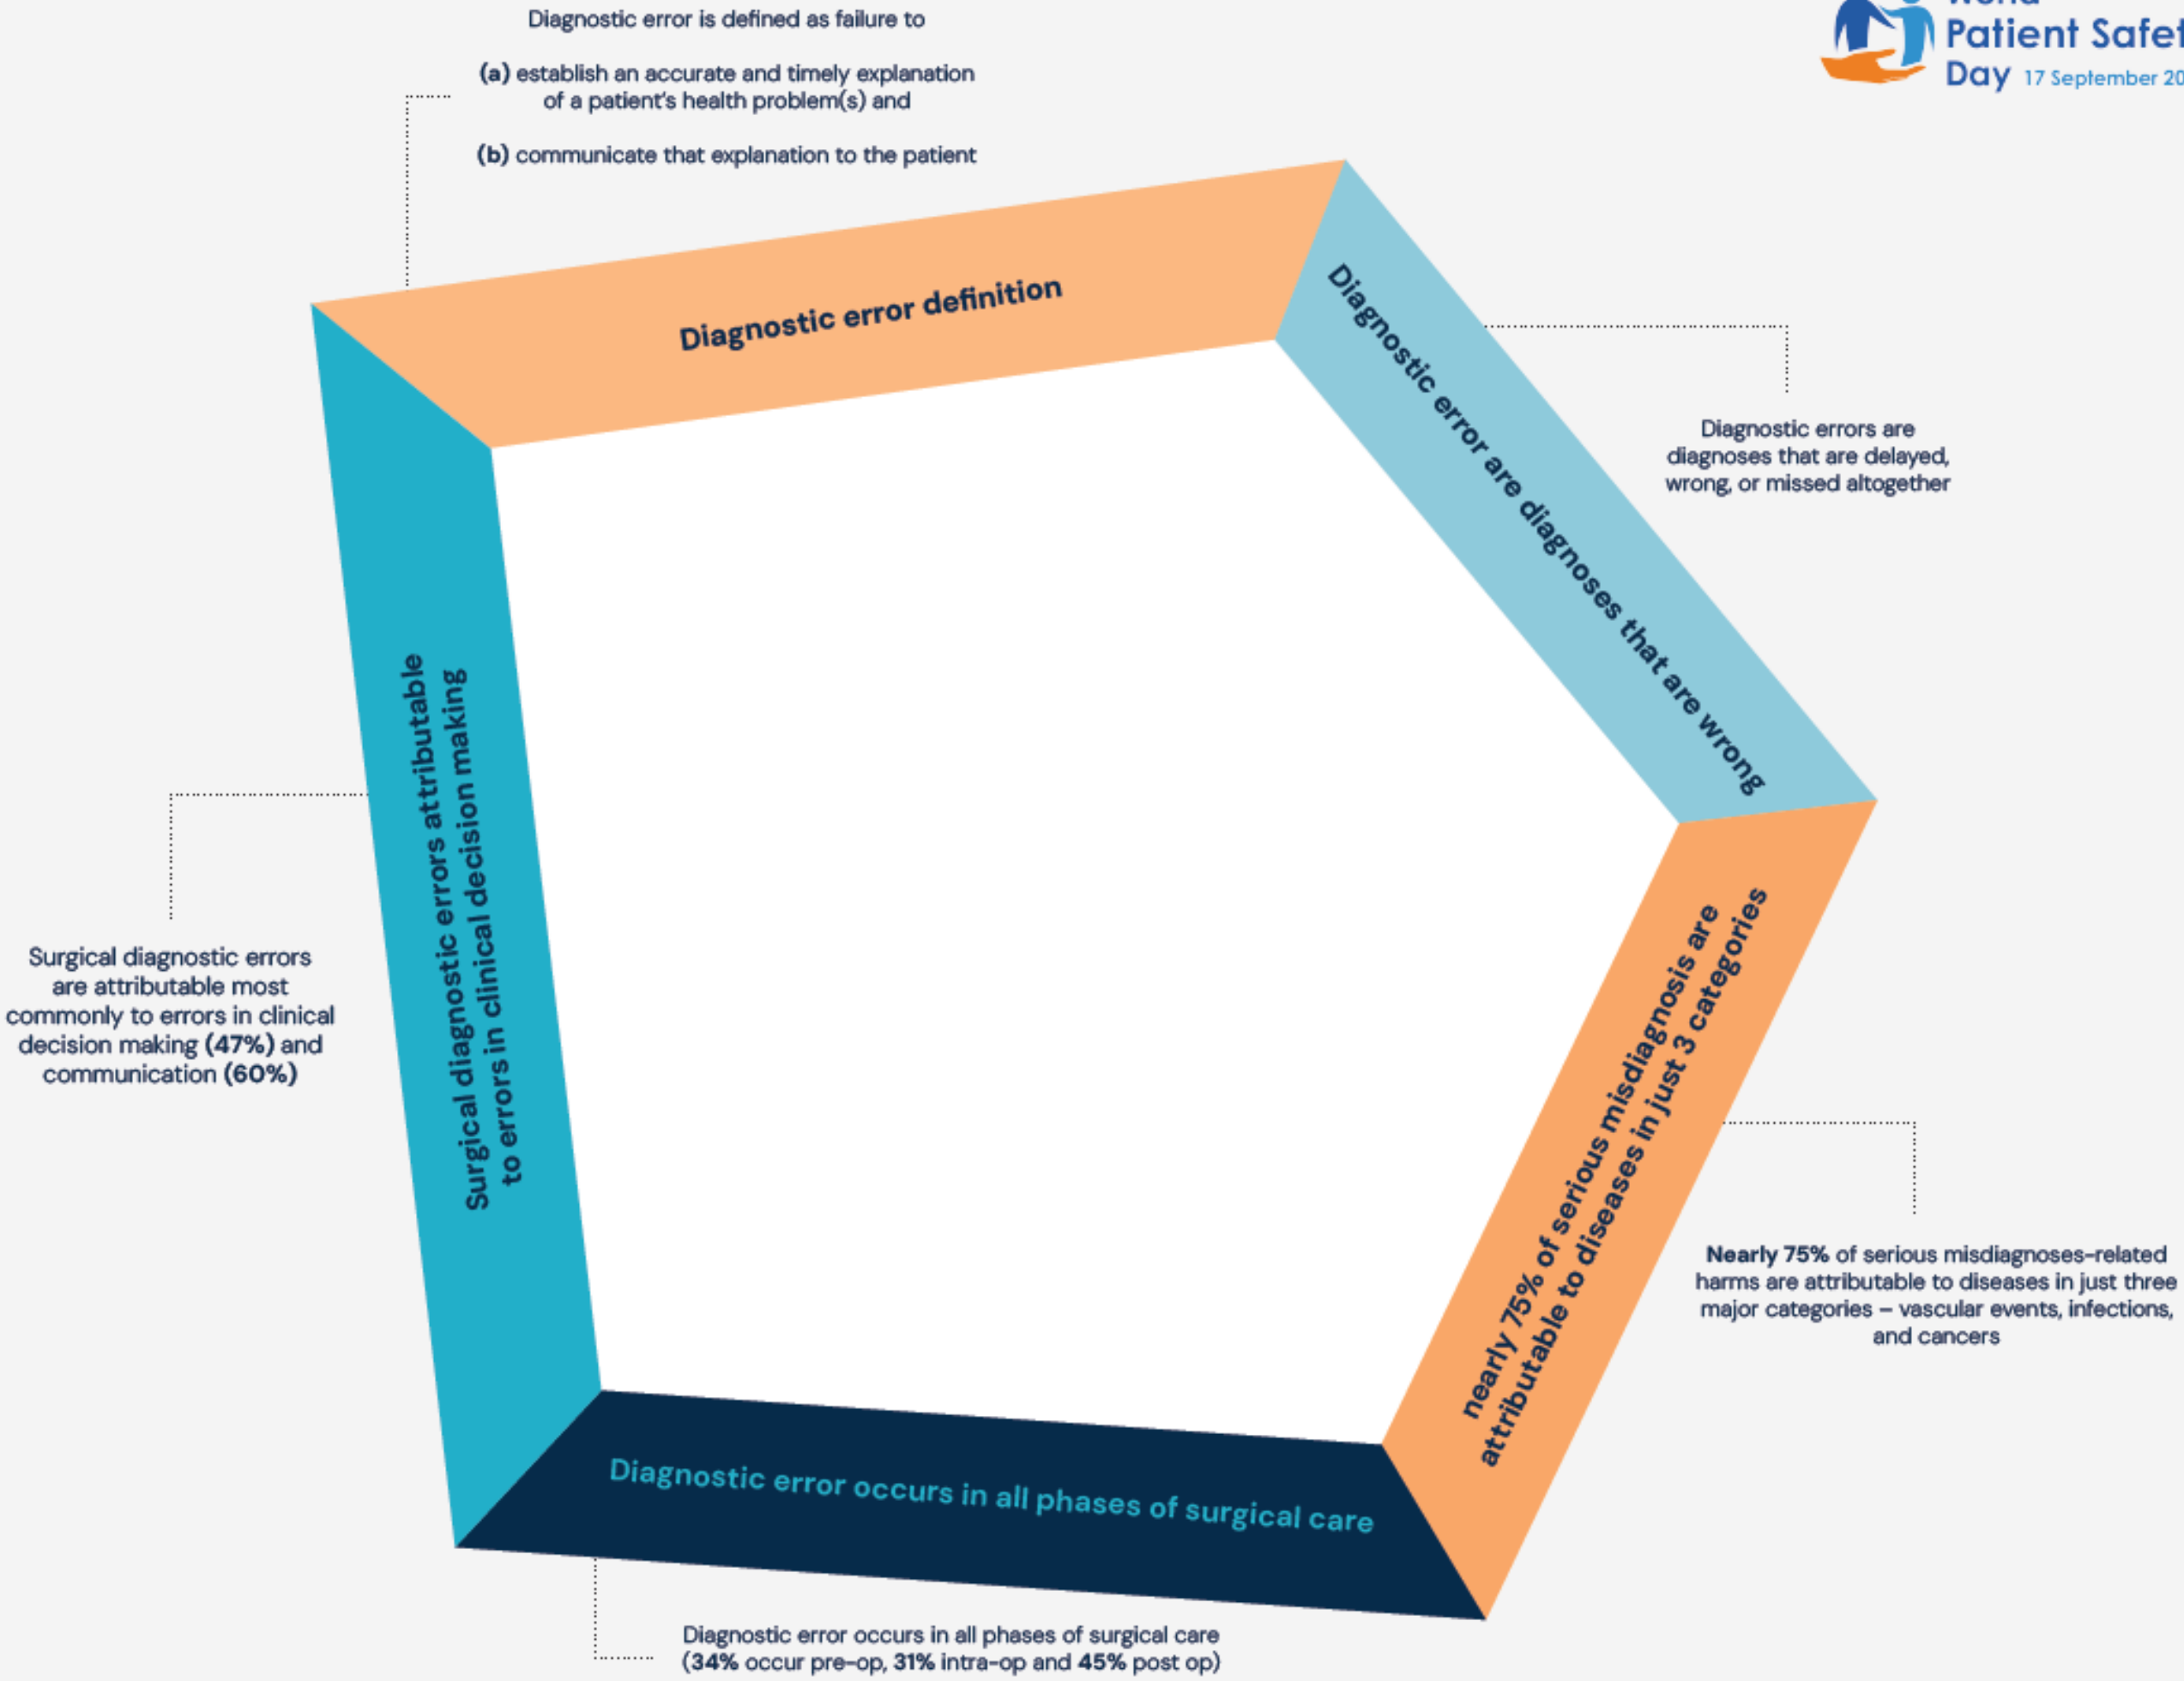 Diagnostic error is defined as failure to
(a) establish an accurate and timely explanation
of a patient's health problem(s) and
(b) communicate that explanation to the patient
Patient
Day 17 September
Diagnostic error definition
Diagnostic error are diagnoses that are wrong
Diagnostic errors are
diagnoses that are delayed,
wrong, or missed altogether
Surgical diagnostic errors attributable
to errors in clinical decision making
Surgical diagnostic errors
are attributable most
commonly to errors in clinical
decision making (47%) and
communication (60%)
nearly 75% of serious misdiagnosis are
attributable to diseases in just 3 categories
Nearly 75% of serious misdiagnoses-related
harms are attributable to diseases in just three
major categories – vascular events, infections,
and cancers
Diagnostic error occurs in all phases of surgical care
Diagnostic error occurs in all phases of surgical care
(34% occur pre-op, 31% intra-op and 45% post op)